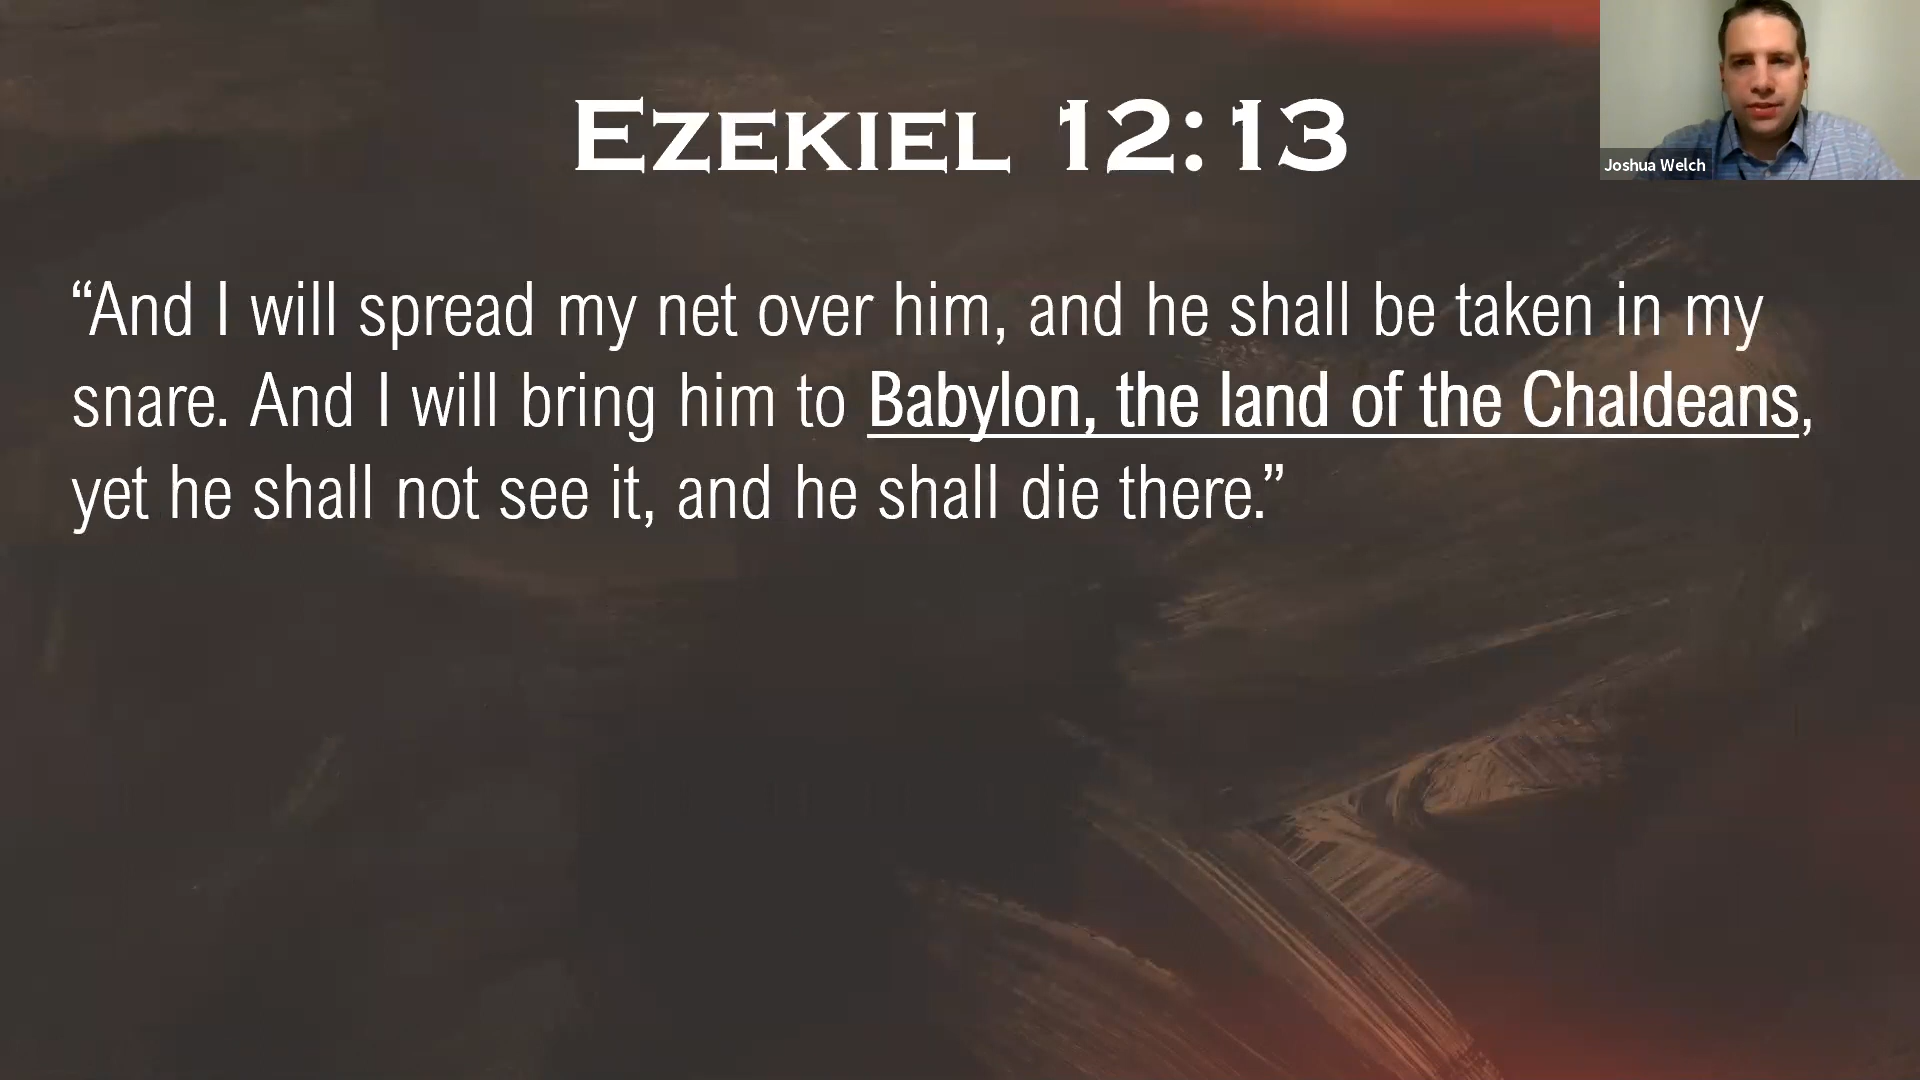 Ezekiel 12:13
Joshua Welch
“And I will spread my net over him, and he shall be taken in my
snare. And I will bring him to Babylon, the land of the Chaldeans,
yet he shall not see it, and he shall die there.”